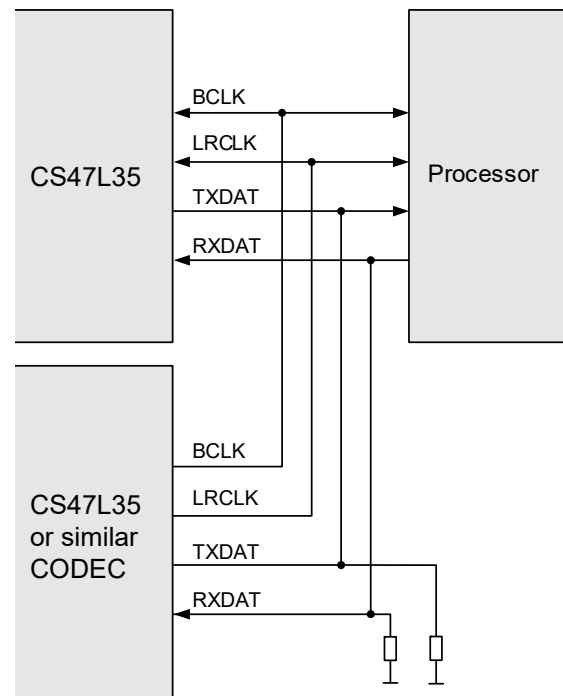 CS47L35
BCLK
LRCLK
TXDAT
RXDAT
Processor
CS47L35
or similar
CODEC
BCLK
LRCLK
TXDAT
RXDAT